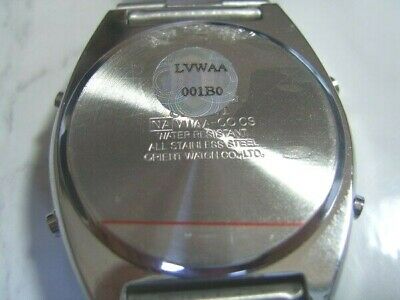 LVWAA
001B0
WATER RESISTANT
ALL STAINLESS STEEL
ORIENT WATCH CO.,LTD.